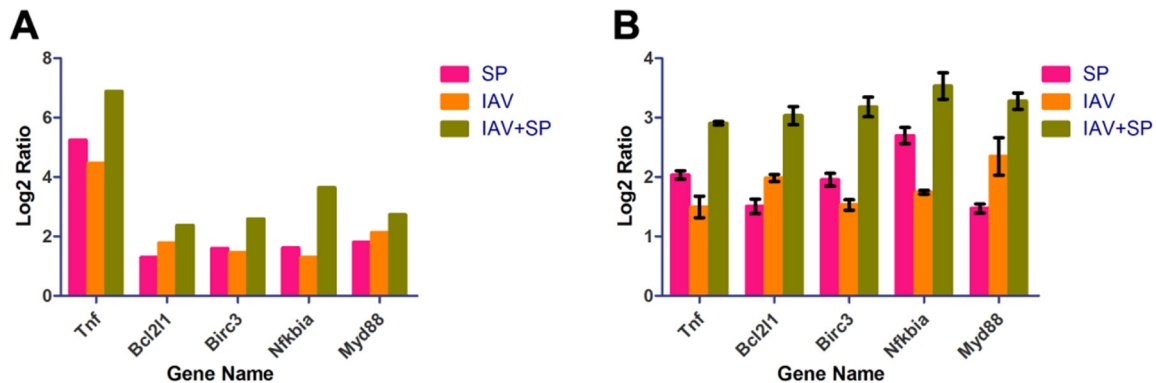 A
Log2 Ratio
8
6
4
2
0
Tnf
Bcl2l1
Birc3
Nfkbia
Myd88
Gene Name
SP
IAV
IAV+SP
B
Log2 Ratio
4
3
2
1
0
Tnf
Bcl2l1
Birc3
Nfkbia
Myd88
Gene Name
SP
IAV
IAV+SP